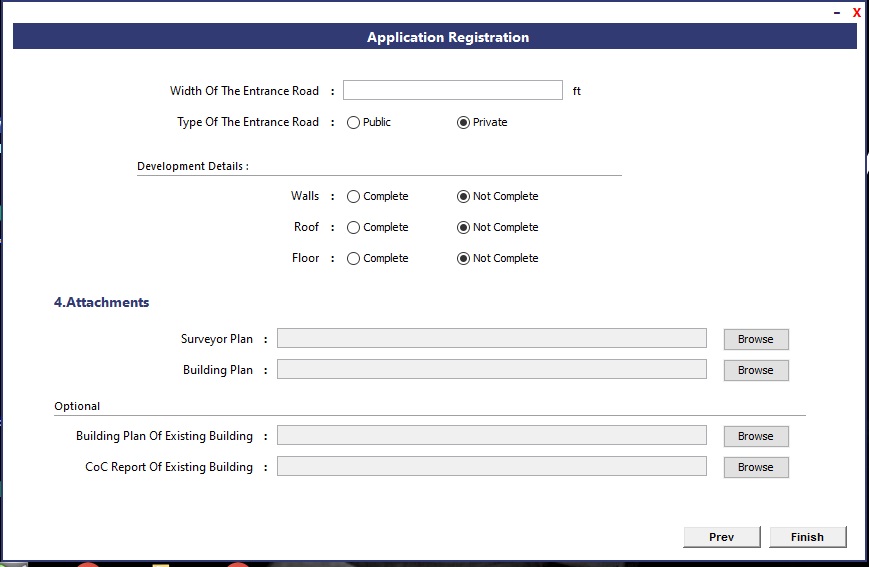 – X
Application Registration
Width Of The Entrance Road : ft
Type Of The Entrance Road : Public Private
Development Details :
Walls : Complete Not Complete
Roof : Complete Not Complete
Floor : Complete Not Complete
4.Attachments
Surveyor Plan : Browse
Building Plan : Browse
Optional
Building Plan Of Existing Building : Browse
CoC Report Of Existing Building : Browse
Prev Finish